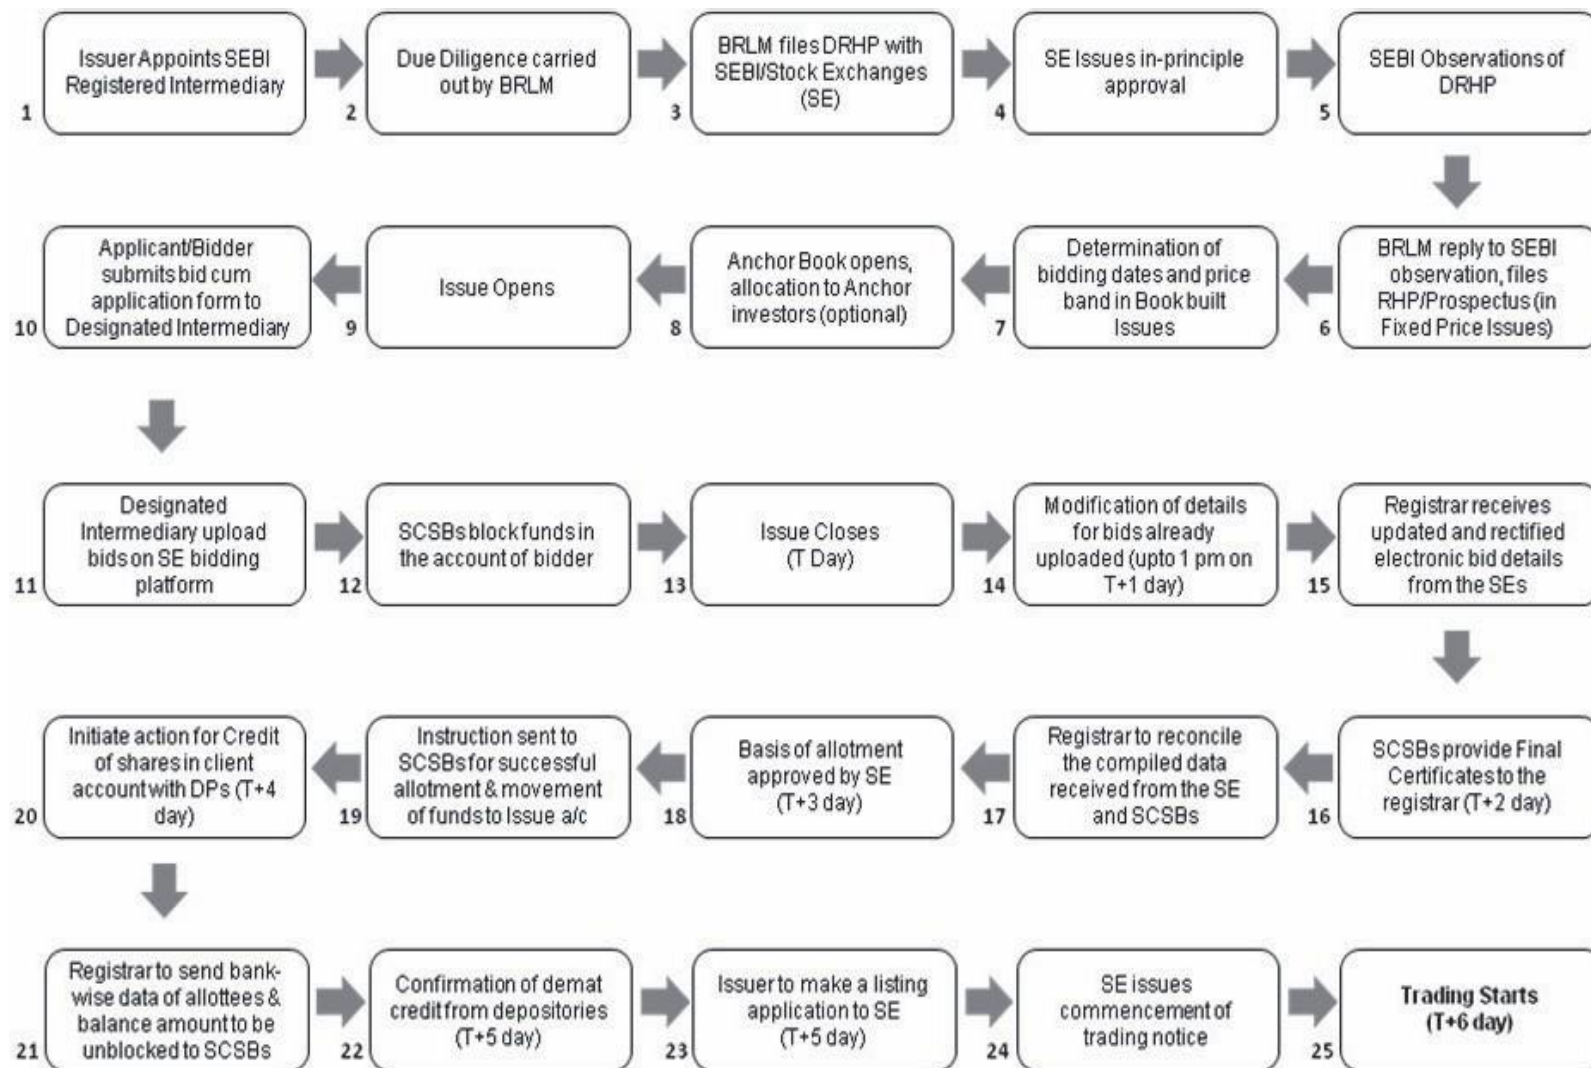 Issuer Appoints SEBI
Registered Intermediary
1
Due Diligence carried
out by BRLM
2
BRLM files DRHP with
SEBI/Stock Exchanges
(SE)
3
SE Issues in-principle
approval
4
SEBI Observations of
DRHP
5
BRLM reply to SEBI
observation, files
RHP/Prospectus (in
Fixed Price Issues)
6
Determination of
bidding dates and price
band in Book built
Issues
7
Anchor Book opens,
allocation to Anchor
investors (optional)
8
Issue Opens
9
Applicant/Bidder
submits bid cum
application form to
Designated Intermediary
10
Designated
Intermediary upload
bids on SE bidding
platform
11
SCSBs block funds in
the account of bidder
12
Issue Closes
(T Day)
13
Modification of details
for bids already
uploaded (upto 1 pm on
T+1 day)
14
Registrar receives
updated and rectified
electronic bid details
from the SEs
15
SCSBs provide Final
Certificates to the
registrar (T+2 day)
16
Registrar to reconcile
the compiled data
received from the SE
and SCSBs
17
Basis of allotment
approved by SE
(T+3 day)
18
Instruction sent to
SCSBs for successful
allotment & movement
of funds to Issue a/c
19
Initiate action for Credit
of shares in client
account with DPs (T+4
day)
20
Registrar to send bank-
wise data of allottees &
balance amount to be
unblocked to SCSBs
21
Confirmation of demat
credit from depositories
(T+5 day)
22
Issuer to make a listing
application to SE
(T+5 day)
23
SE issues
commencement of
trading notice
24
Trading Starts
(T+6 day)
25